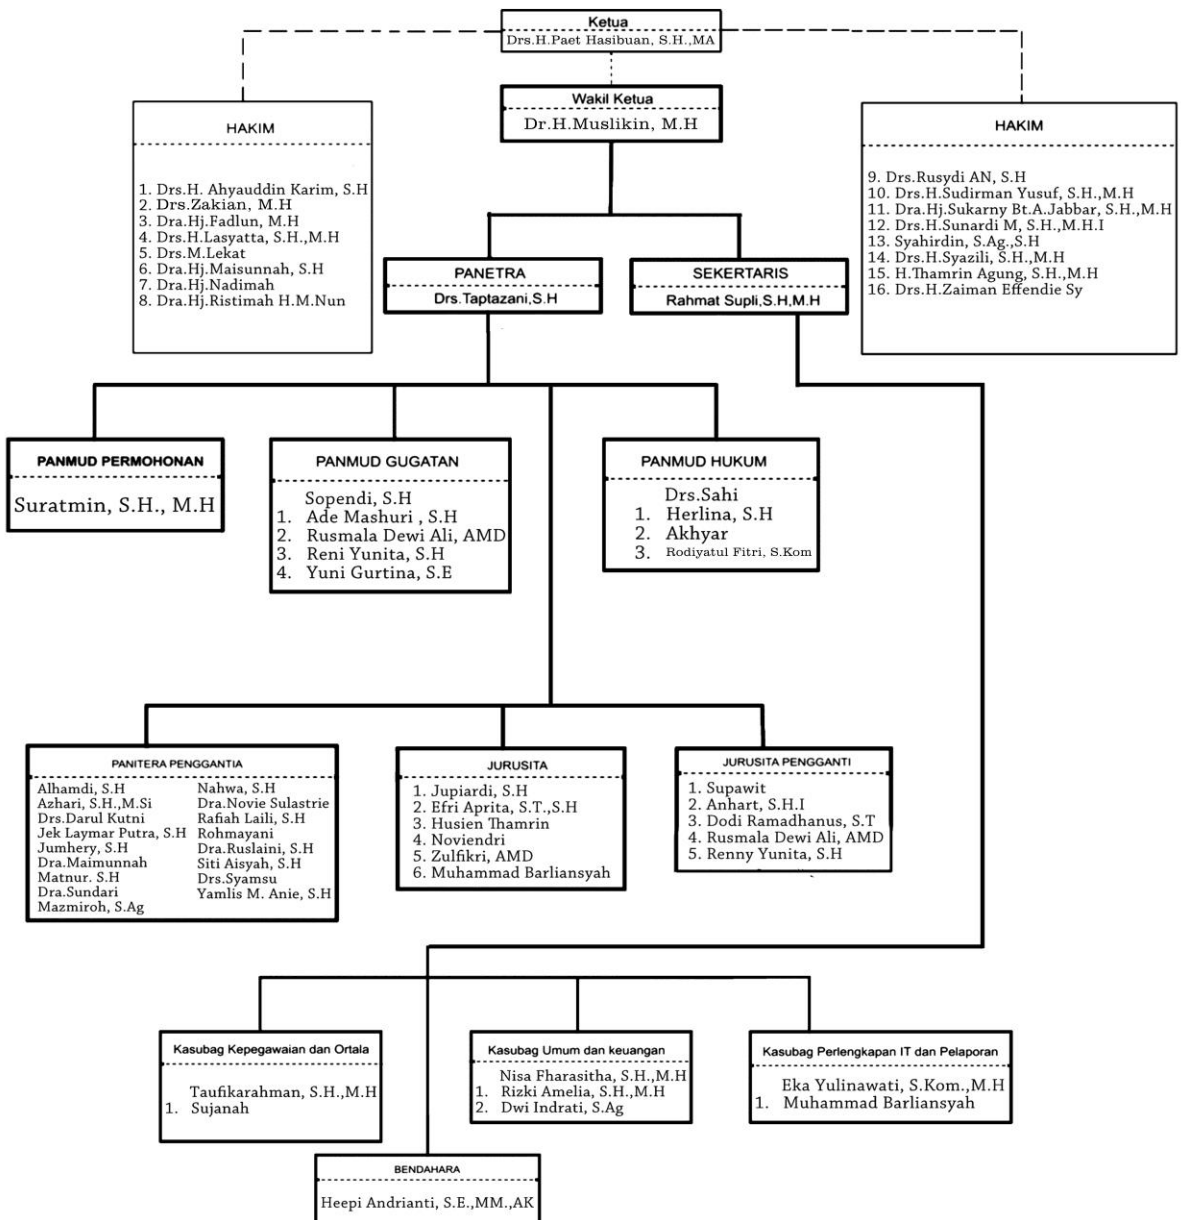 Ketua
Drs.H.Paet Hasibuan, S.H.,MA
Wakil Ketua
Dr.H.Muslikin, M.H
HAKIM
1. Drs.H. Ahyauddin Karim, S.H
2. Drs.Zakian, M.H
3. Dra.Hj.Fadlun, M.H
4. Drs.H.Lasyatta, S.H.,M.H
5. Drs.M.Lekat
6. Dra.Hj.Maisunnah, S.H
7. Dra.Hj.Nadimah
8. Dra.Hj.Ristimah H.M.Nun
HAKIM
9. Drs.Rusydi AN, S.H
10. Drs.H.Sudirman Yusuf, S.H.,M.H
11. Dra.Hj.Sukarny Bt.A.Jabbar, S.H.,M.H
12. Drs.H.Sunardi M, S.H.,M.H.I
13. Syahirdin, S.Ag.,S.H
14. Drs.H.Syazili, S.H.,M.H
15. H.Thamrin Agung, S.H.,M.H
16. Drs.H.Zaiman Effendie Sy
PANETRA
Drs.Taptazani,S.H
SEKERTARIS
Rahmat Supli,S.H,M.H
PANMUD PERMOHONAN
Suratmin, S.H., M.H
PANMUD GUGATAN
Sopendi, S.H
1. Ade Mashuri , S.H
2. Rusmala Dewi Ali, AMD
3. Reni Yunita, S.H
4. Yuni Gurtina, S.E
PANMUD HUKUM
Drs.Sahi
1. Herlina, S.H
2. Akhyar
3. Rodiyatul Fitri, S.Kom
PANITERA PENGGANTIA
Alhamdi, S.H
Azhari, S.H.,M.Si
Drs.Darul Kutni
Jek Laymar Putra, S.H
Jumhery, S.H
Dra.Maimunnah
Matnur. S.H
Dra.Sundari
Mazmiroh, S.Ag
Nahwa, S.H
Dra.Novie Sulastrie
Rafiah Laili, S.H
Rohmayani
Dra.Ruslaini, S.H
Siti Aisyah, S.H
Drs.Syamsu
Yamlis M. Anie, S.H
JURUSITA
1. Jupiardi, S.H
2. Efri Aprita, S.T.,S.H
3. Husien Thamrin
4. Noviendri
5. Zulfikri, AMD
6. Muhammad Barliansyah
JURUSITA PENGGANTI
1. Supawit
2. Anhart, S.H.I
3. Dodi Ramadhanus, S.T
4. Rusmala Dewi Ali, AMD
5. Renny Yunita, S.H
Kasubag Kepegawaian dan Ortala
Taufikarahman, S.H.,M.H
1. Sujanah
Kasubag Umum dan keuangan
Nisa Fharasitha, S.H.,M.H
1. Rizki Amelia, S.H.,M.H
2. Dwi Indrati, S.Ag
Kasubag Perlengkapan IT dan Pelaporan
Eka Yulinawati, S.Kom.,M.H
1. Muhammad Barliansyah
BENDAHARA
Heepi Andrianti, S.E.,MM.,AK